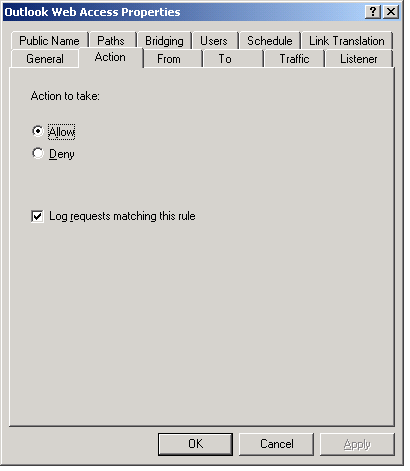 Outlook Web Access Properties
Public Name Paths Bridging Users Schedule Link Translation
General Action From To Traffic Listener
Action to take:
Allow
Deny
Log requests matching this rule
OK Cancel Apply